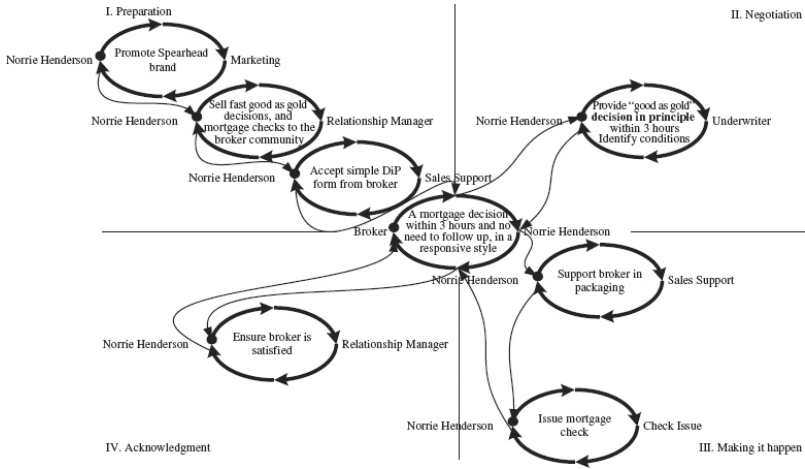 I. Preparation
II. Negotiation
Norrie Henderson
Promote Spearhead
brand
Marketing
Norrie Henderson
Sell fast good as gold
decisions, and
mortgage checks to the
broker community
Relationship Manager
Norrie Henderson
Accept simple DiP
form from broker
Sales Support
Norrie Henderson
Provide “good as gold”
decision in principle
within 3 hours
Identify conditions
Underwriter
Broker
A mortgage decision
within 3 hours and no
need to follow up, in a
responsive style
Norrie Henderson
Norrie Henderson
Support broker in
packaging
Sales Support
Norrie Henderson
Ensure broker is
satisfied
Relationship Manager
Norrie Henderson
Issue mortgage
check
Check Issue
IV. Acknowledgment
III. Making it happen